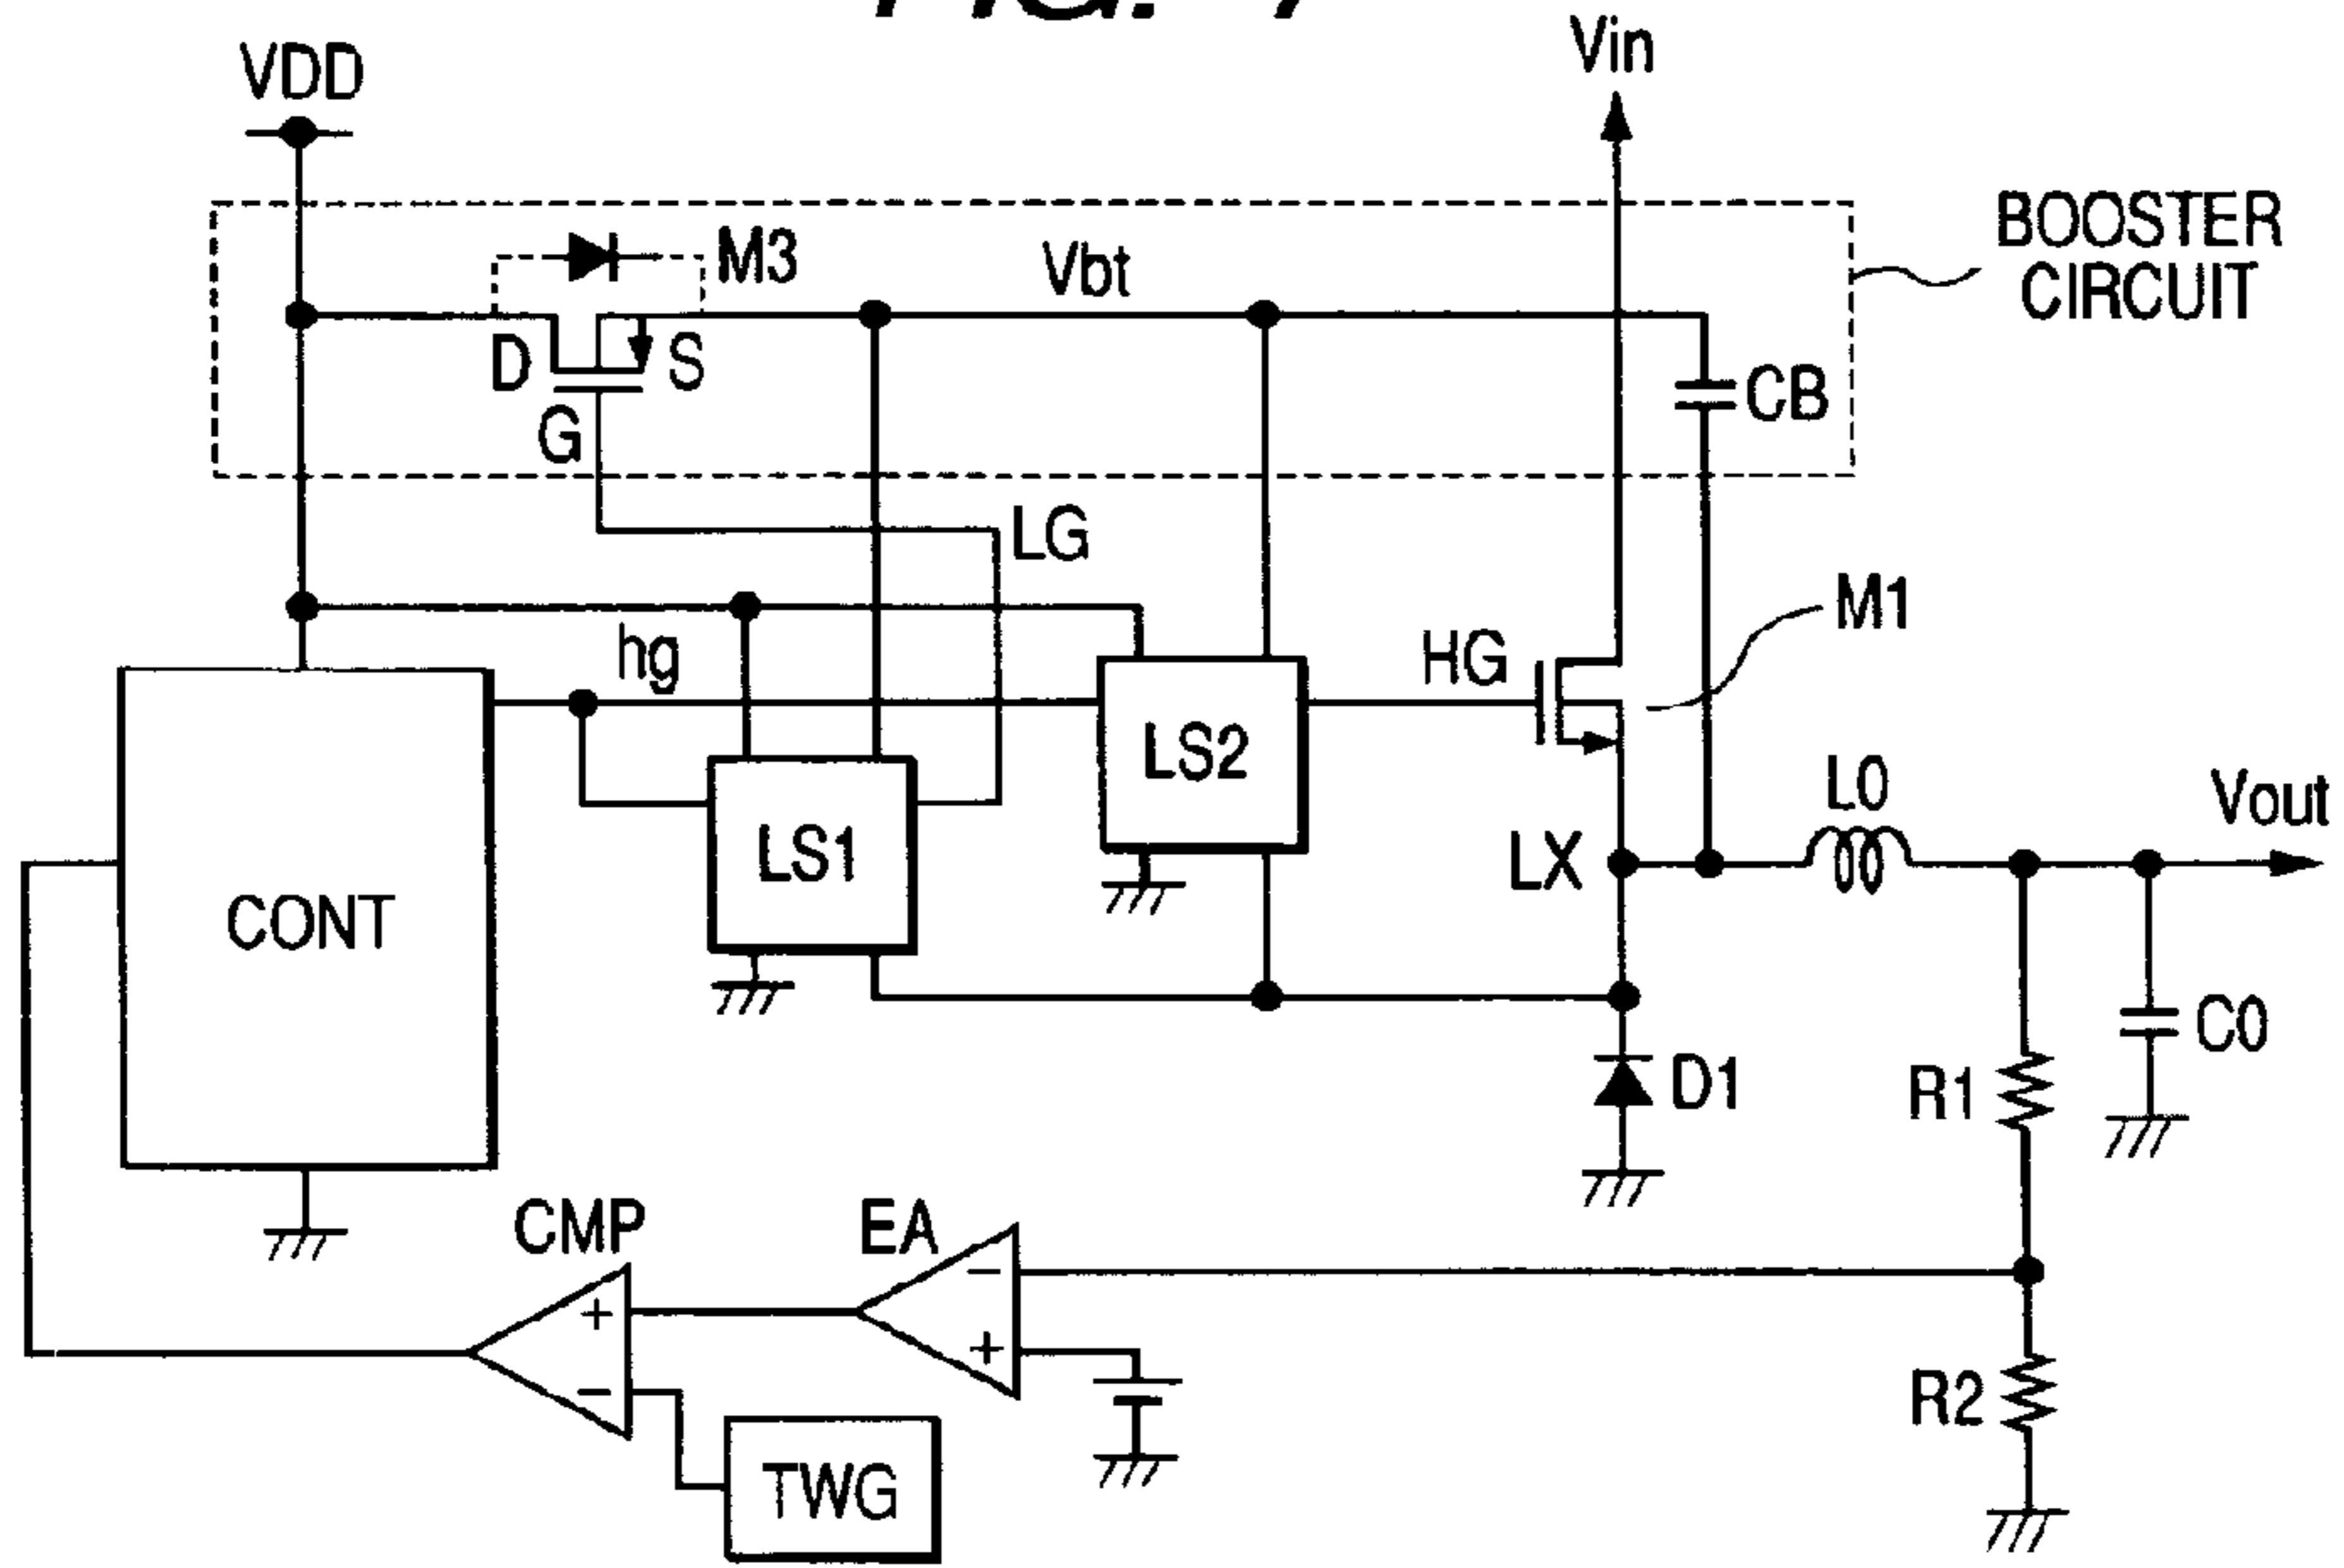 VDD
Vin
BOOSTER
CIRCUIT
M3
Vbt
D
S
G
CB
LG
hg
HG
M1
LS2
LS1
CONT
LX
L0
Vout
D1
C0
R1
CMP
EA
−
+
+
−
R2
TWG